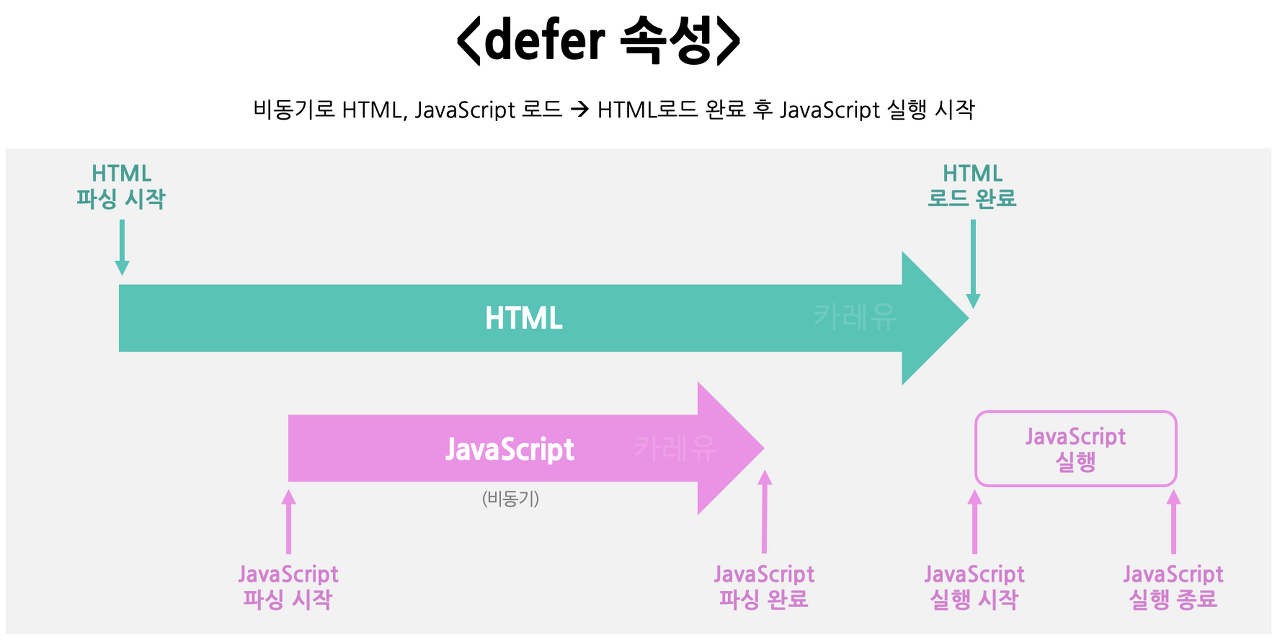 <defer 속성>
비동기로 HTML, JavaScript 로드 → HTML로드 완료 후 JavaScript 실행 시작
HTML
파싱 시작
HTML
로드 완료
HTML
카레유
JavaScript
카레유
(비동기)
JavaScript
실행
JavaScript
파싱 시작
JavaScript
파싱 완료
JavaScript
실행 시작
JavaScript
실행 종료